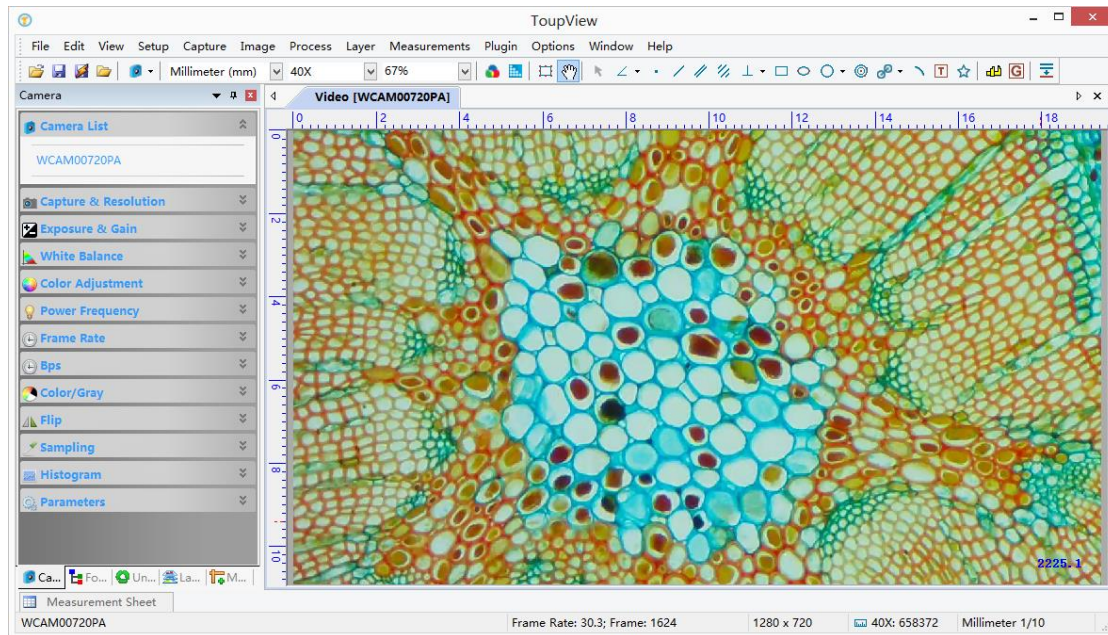 ToupView
File Edit View Setup Capture Image Process Layer Measurements Plugin Options Window Help
Millimeter (mm) 40X 67% T G
Camera
Video [WCAM00720PA]
Camera List
WCAM00720PA
Capture & Resolution
Exposure & Gain
White Balance
Color Adjustment
Power Frequency
Frame Rate
Bps
Color/Gray
Flip
Sampling
Histogram
Parameters
0 2 4 6 8 10 12 14 16 18
0
2
4
6
8
10
2225.1
Ca... Fo... Un... La... M...
Measurement Sheet
WCAM00720PA Frame Rate: 30.3; Frame: 1624 1280 x 720 40X: 658372 Millimeter 1/10